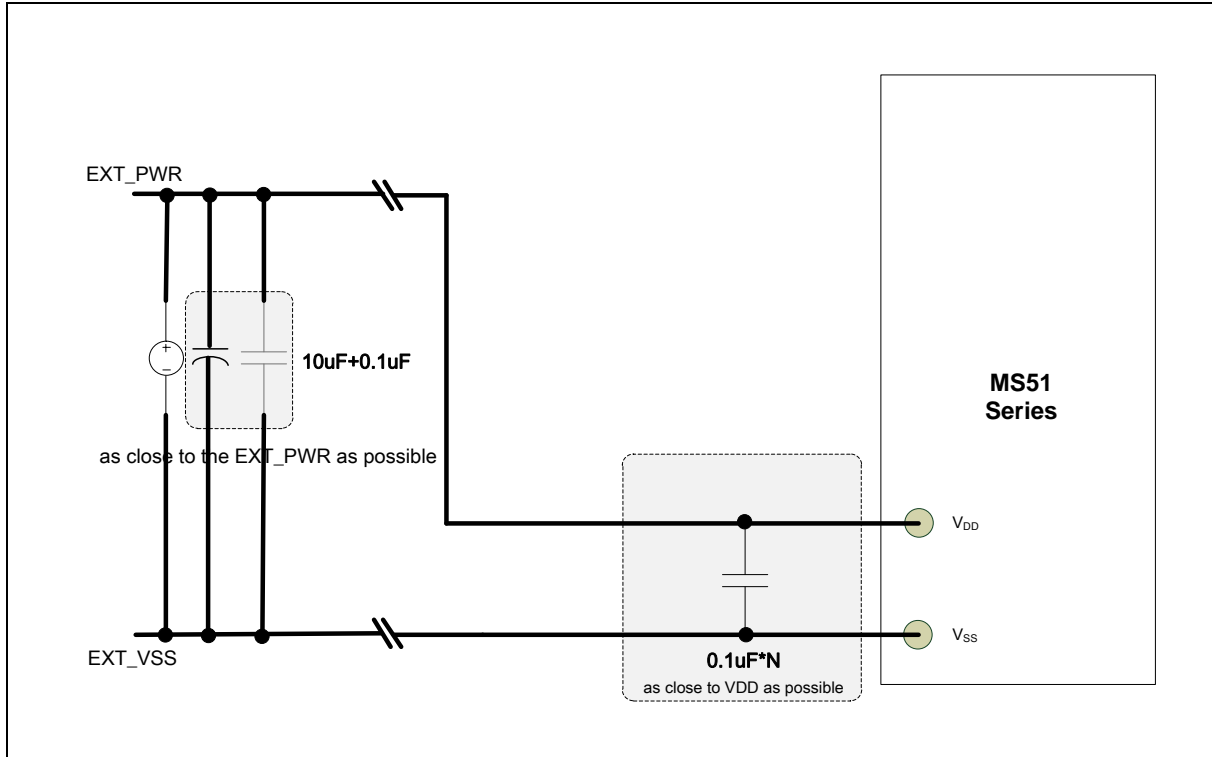 EXT_PWR
+
−
10uF+0.1uF
as close to the EXT_PWR as possible
MS51
Series
VDD
VSS
EXT_VSS
0.1uF*N
as close to VDD as possible